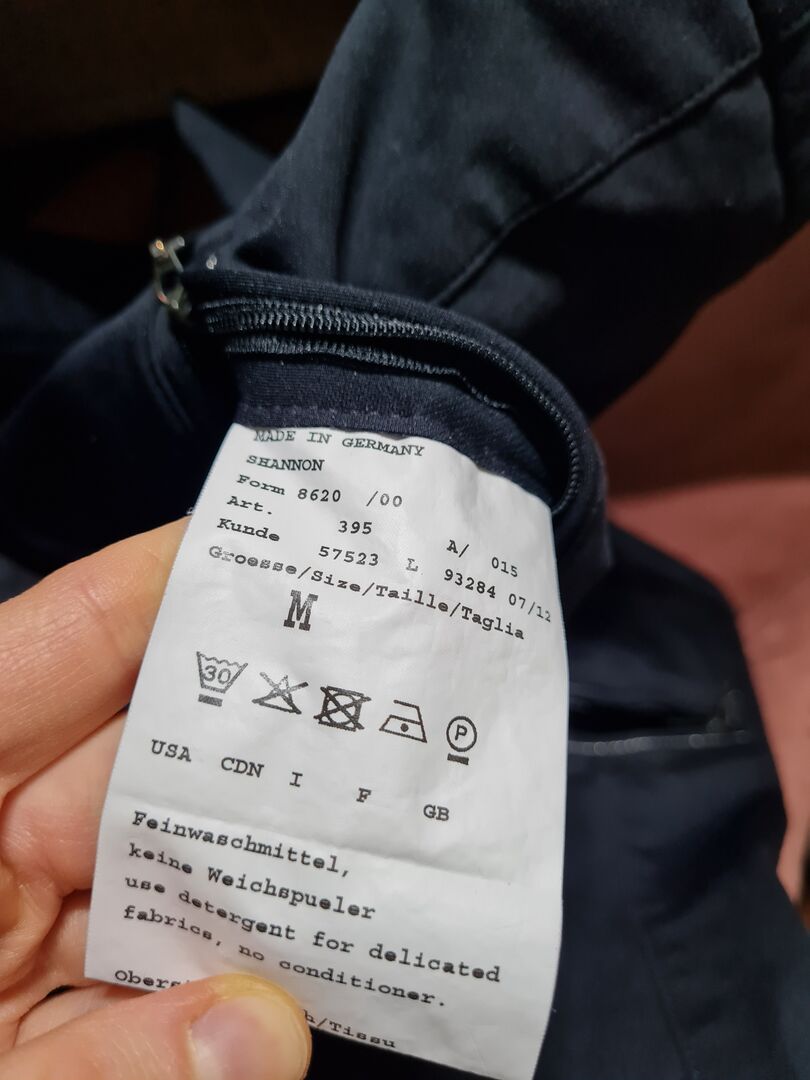 MADE IN GERMANY
SHANNON
Form 8620 /00
Art. 395 A/ 015
Kunde 57523 L 93284 07/12
Groesse/Size/Taille/Taglia
M
30
P
USA CDN I F GB
Feinwaschmittel,
keine Weichspueler
use detergent for delicated
fabrics, no conditioner.
/Tissu